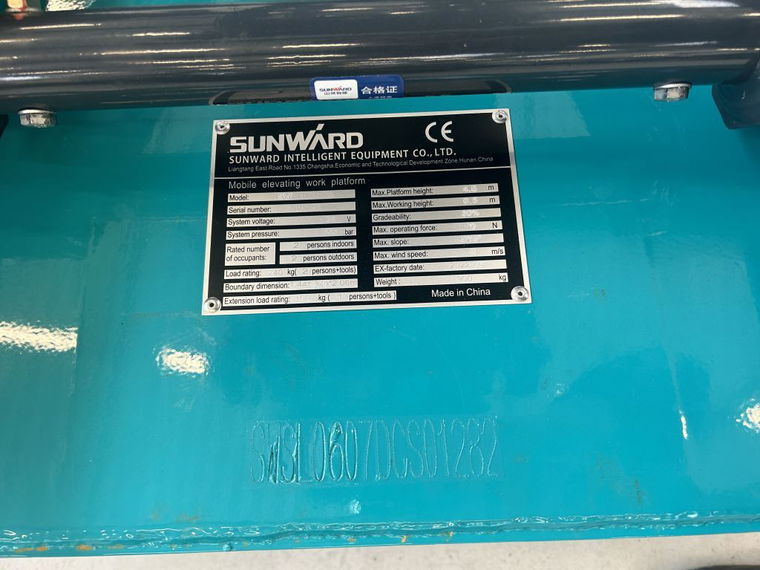 SUNWARD
合格证
SUNWARD
CE
SUNWARD INTELLIGENT EQUIPMENT CO., LTD.
Liangtang East Road No.1335.Changsha.Economic and Technological Development Zone.Hunan.China
Mobile elevating work platform
Model:
Serial number:
System voltage: V
System pressure: bar
Rated number of occupants:
2 persons indoors
2 persons outdoors
Load rating: kg( persons+tools)
Boundary dimension:
Extension load rating: kg ( persons+tools )
Max.Platform height: m
Max.Working height: m
Gradeability:
Max. operating force: N
Max. slope:
Max. wind speed: m/s
EX-factory date:
Weight : kg
Made in China
SWSL0607DCS01282